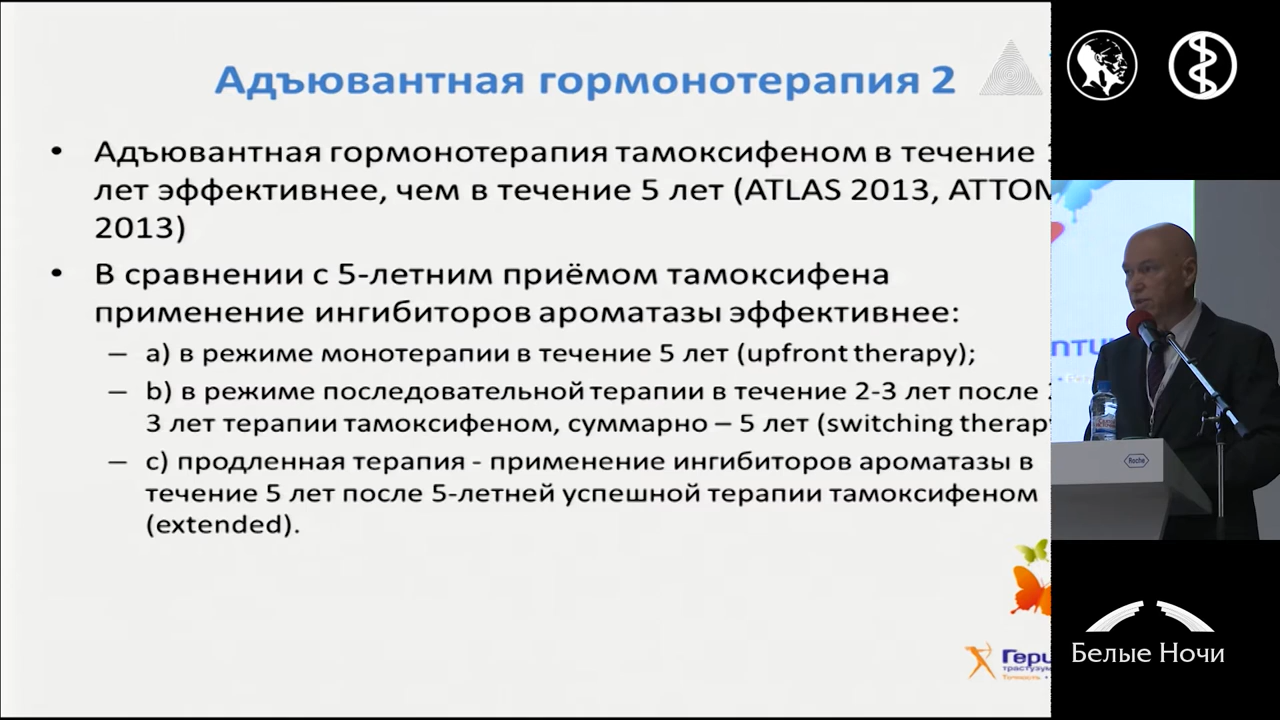 Адъювантная гормонотерапия 2
• Адъювантная гормонотерапия тамоксифеном в течение
лет эффективнее, чем в течение 5 лет (ATLAS 2013, ATTOM
2013)
• В сравнении с 5-летним приёмом тамоксифена
применение ингибиторов ароматазы эффективнее:
– a) в режиме монотерапии в течение 5 лет (upfront therapy);
– b) в режиме последовательной терапии в течение 2-3 лет после
3 лет терапии тамоксифеном, суммарно – 5 лет (switching therap
– c) продленная терапия - применение ингибиторов ароматазы в
течение 5 лет после 5-летней успешной терапии тамоксифеном
(extended).
Roche
Белые Ночи